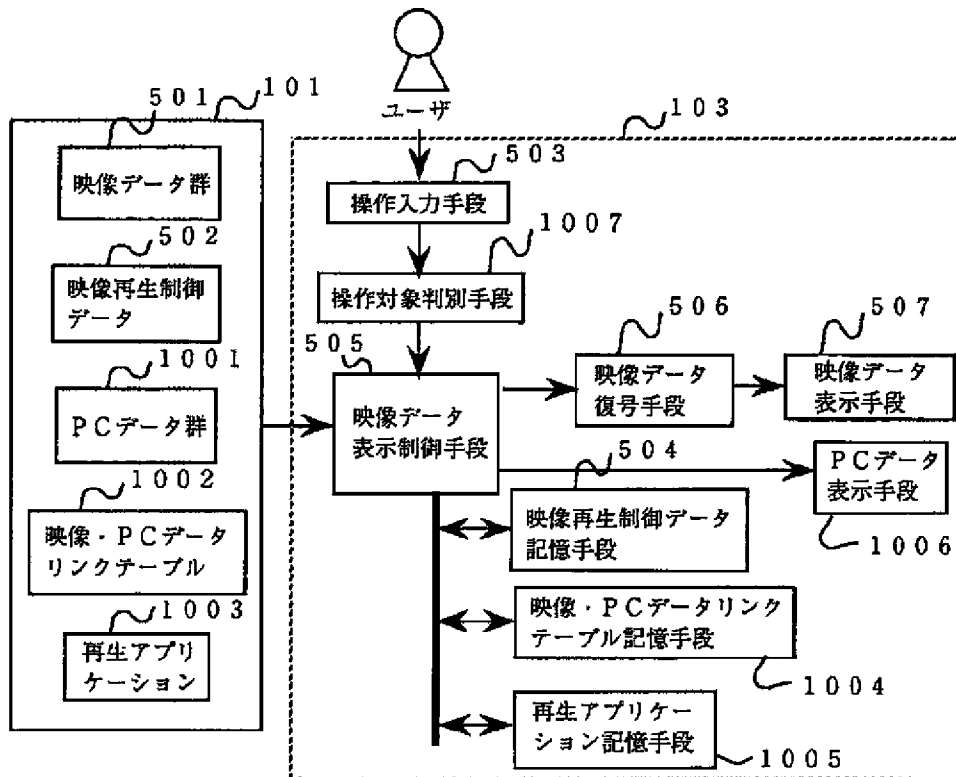 ユーザ
101
501
映像データ群
502
映像再生制御
データ
1001
ＰＣデータ群
1002
映像・ＰＣデータ
リンクテーブル
1003
再生アプリ
ケーション
103
503
操作入力手段
1007
操作対象判別手段
505
映像データ
表示制御手段
506
映像データ
復号手段
507
映像データ
表示手段
ＰＣデータ
表示手段
1006
504
映像再生制御データ
記憶手段
映像・ＰＣデータリンク
テーブル記憶手段
1004
再生アプリケー
ション記憶手段
1005